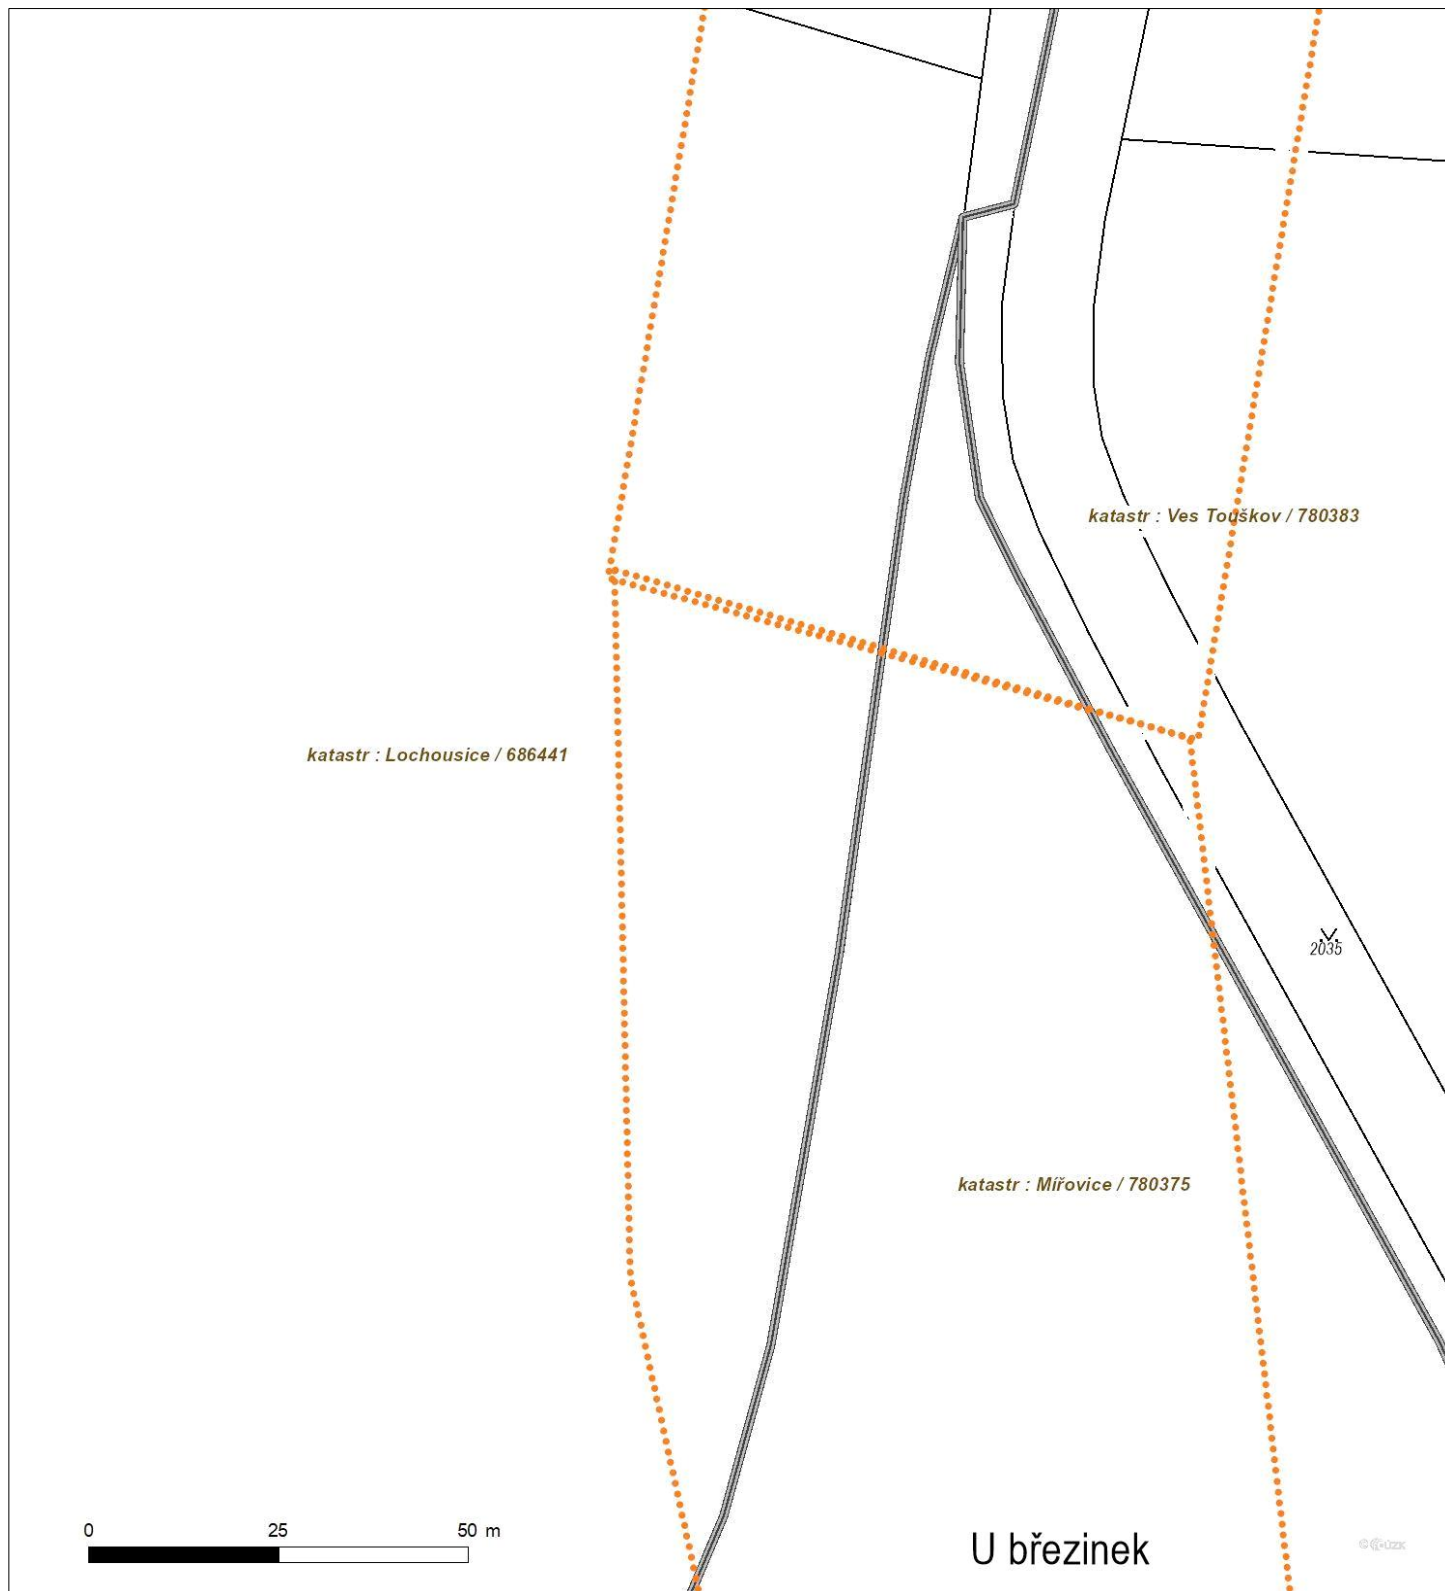 katastr : Ves Touškov / 780383
katastr : Lochousice / 686441
2035
katastr : Mířovice / 780375
0 25 50 m
U březinek